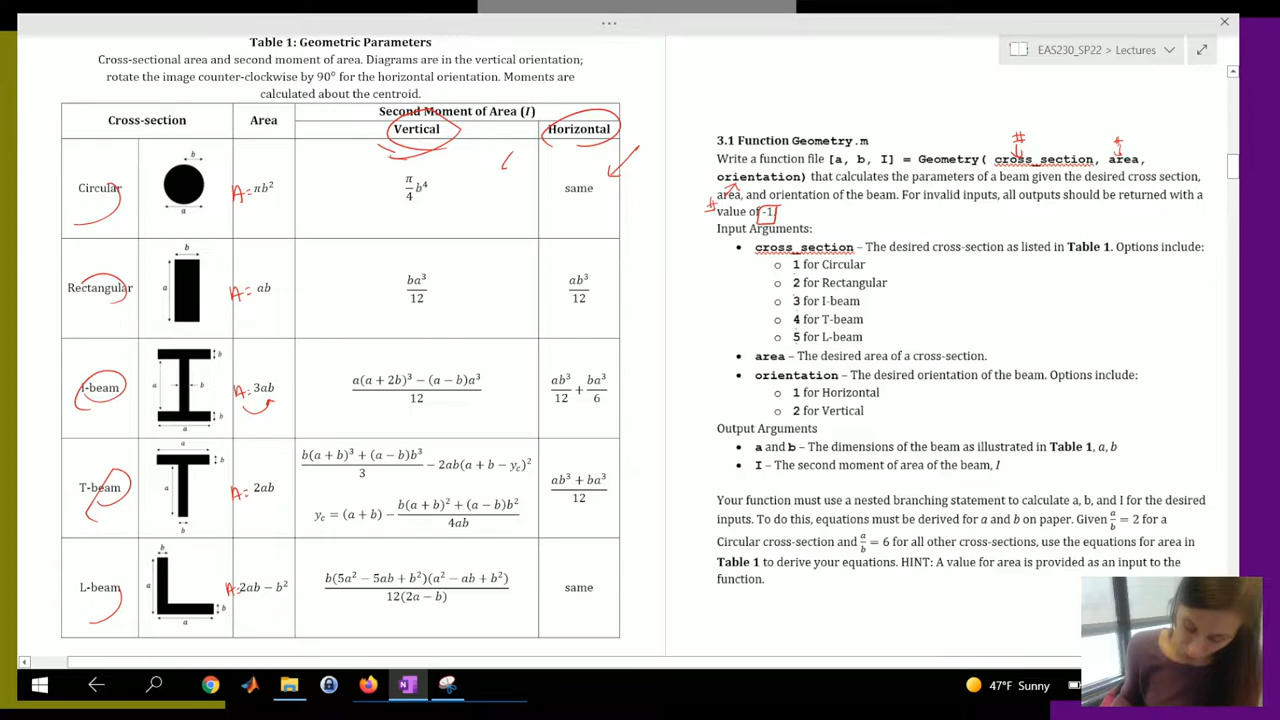 Table 1: Geometric Parameters
Cross-sectional area and second moment of area. Diagrams are in the vertical orientation;
rotate the image counter-clockwise by 90° for the horizontal orientation. Moments are
calculated about the centroid.
Cross-section
Area
Second Moment of Area (I)
Vertical
Horizontal
Circular
b
a
A= πb²
π/4 b⁴
same
Rectangular
b
a
A= ab
ba³/12
ab³/12
I-beam
a
b
b
b
a
A= 3ab
a(a + 2b)³ − (a − b)a³/12
ab³/12 + ba³/6
T-beam
a
b
a
b
A= 2ab
b(a + b)³ + (a − b)b³/3 − 2ab(a + b − y_c)²
y_c = (a + b) − b(a + b)² + (a − b)b²/4ab
ab³ + ba³/12
L-beam
b
a
b
a
A= 2ab − b²
b(5a² − 5ab + b²)(a² − ab + b²)/12(2a − b)
same
EAS230_SP22 > Lectures
# #
3.1 Function Geometry.m
Write a function file [a, b, I] = Geometry( cross_section, area,
orientation) that calculates the parameters of a beam given the desired cross section,
area, and orientation of the beam. For invalid inputs, all outputs should be returned with a
#
value of -1.
Input Arguments:
• cross_section – The desired cross-section as listed in Table 1. Options include:
o 1 for Circular
o 2 for Rectangular
o 3 for I-beam
o 4 for T-beam
o 5 for L-beam
• area – The desired area of a cross-section.
• orientation – The desired orientation of the beam. Options include:
o 1 for Horizontal
o 2 for Vertical
Output Arguments
• a and b – The dimensions of the beam as illustrated in Table 1, a, b
• I – The second moment of area of the beam, I
Your function must use a nested branching statement to calculate a, b, and I for the desired
inputs. To do this, equations must be derived for a and b on paper. Given a/b = 2 for a
Circular cross-section and a/b = 6 for all other cross-sections, use the equations for area in
Table 1 to derive your equations. HINT: A value for area is provided as an input to the
function.
47°F Sunny